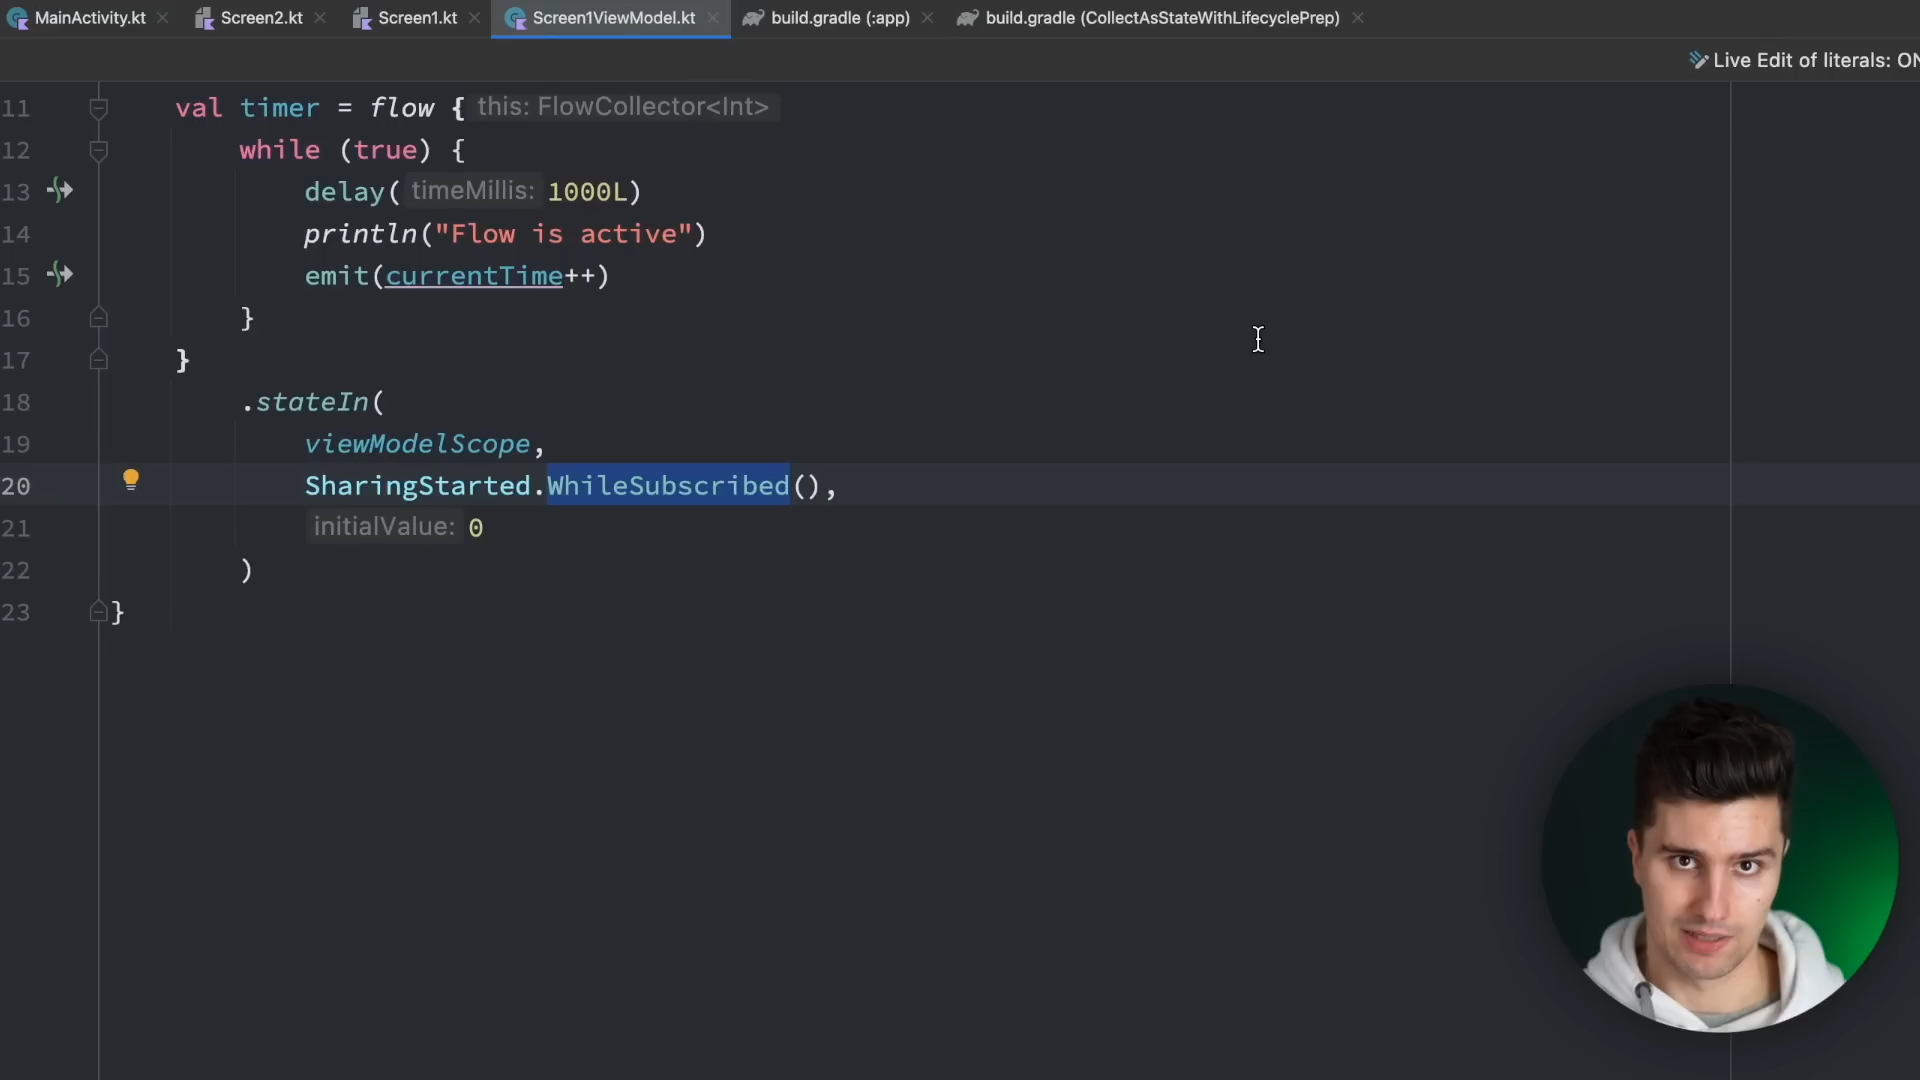 MainActivity.kt Screen2.kt Screen1.kt Screen1ViewModel.kt build.gradle (:app) build.gradle (CollectAsStateWithLifecyclePrep)
Live Edit of literals: ON
11 val timer = flow { this: FlowCollector<Int>
12 while (true) {
13 delay( timeMillis: 1000L)
14 println("Flow is active")
15 emit(currentTime++)
16 }
17 }
18 .stateIn(
19 viewModelScope,
20 SharingStarted.WhileSubscribed(),
21 initialValue: 0
22 )
23 }